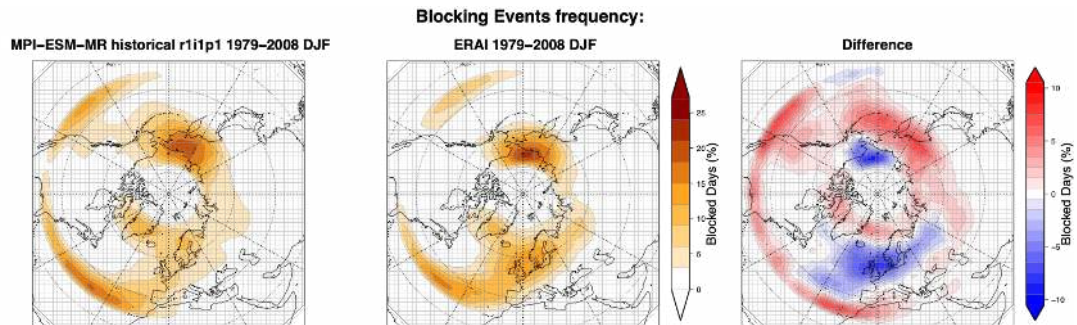 Blocking Events frequency:
MPI-ESM-MR historical r1i1p1 1979-2008 DJF
ERAI 1979-2008 DJF
Difference
25
20
15
10
5
0
Blocked Days (%)
10
5
0
-5
-10
Blocked Days (%)